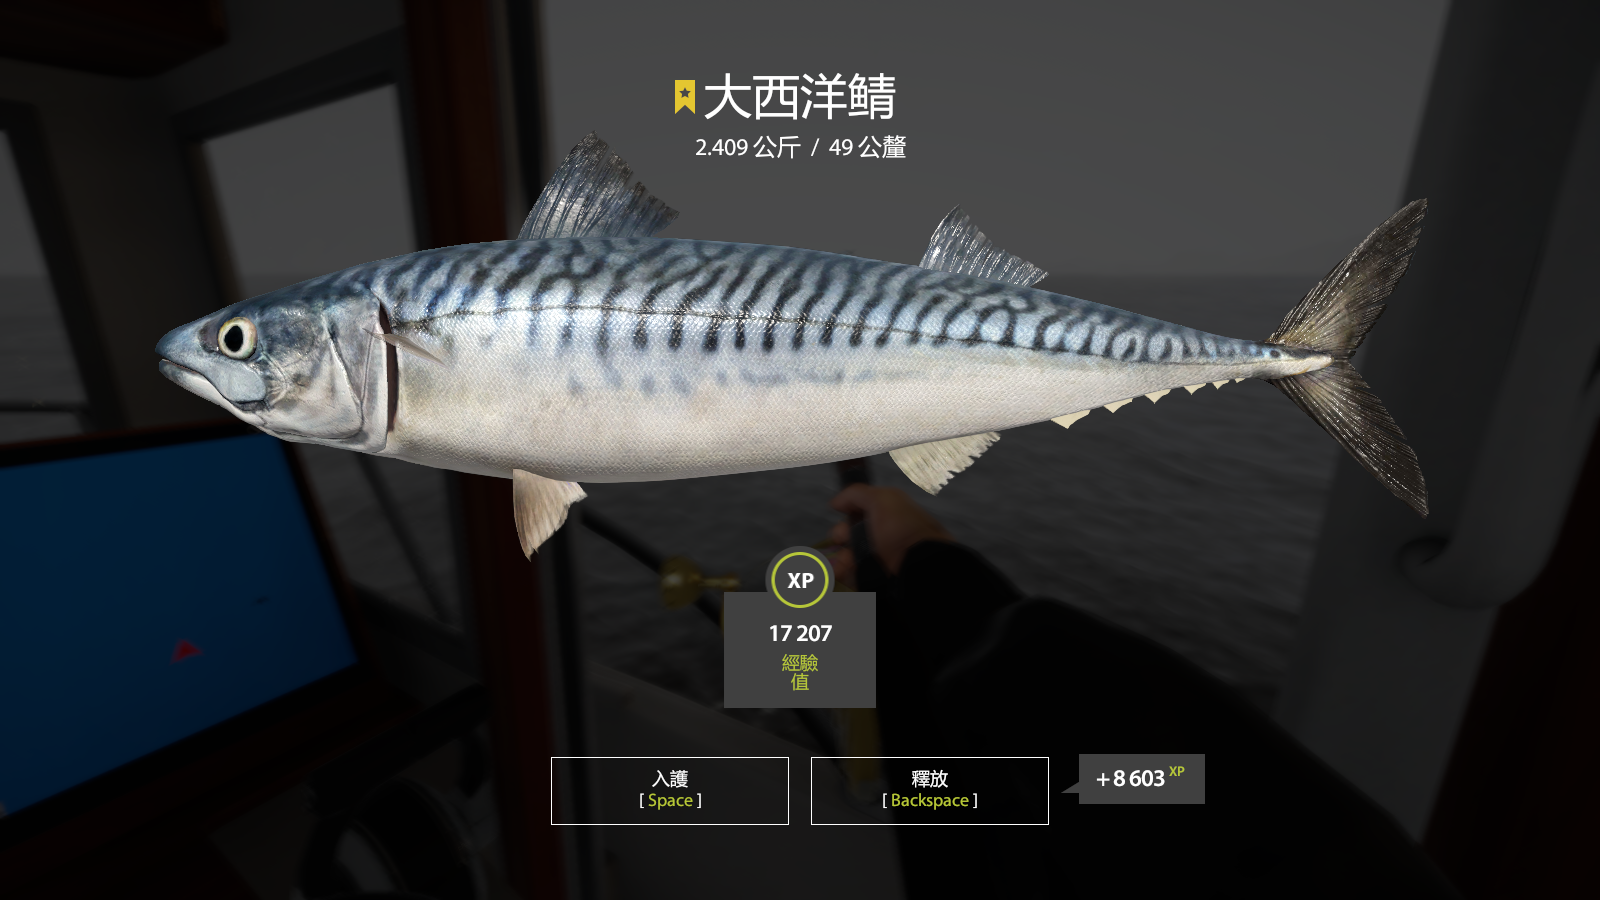 大西洋鲭
2.409 公斤 / 49 公釐
XP
17 207
經驗
值
入護
[ Space ]
釋放
[ Backspace ]
+8 603 XP